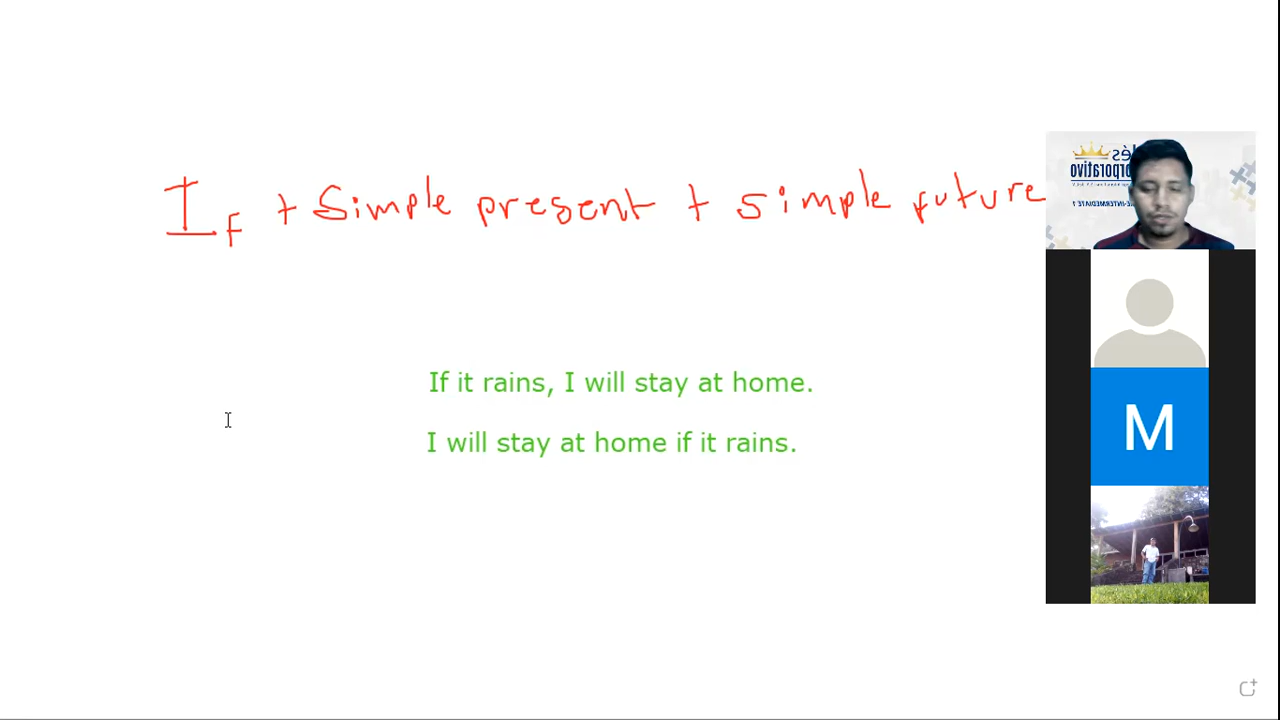 If + Simple present + simple future
If it rains, I will stay at home.
I will stay at home if it rains.
M